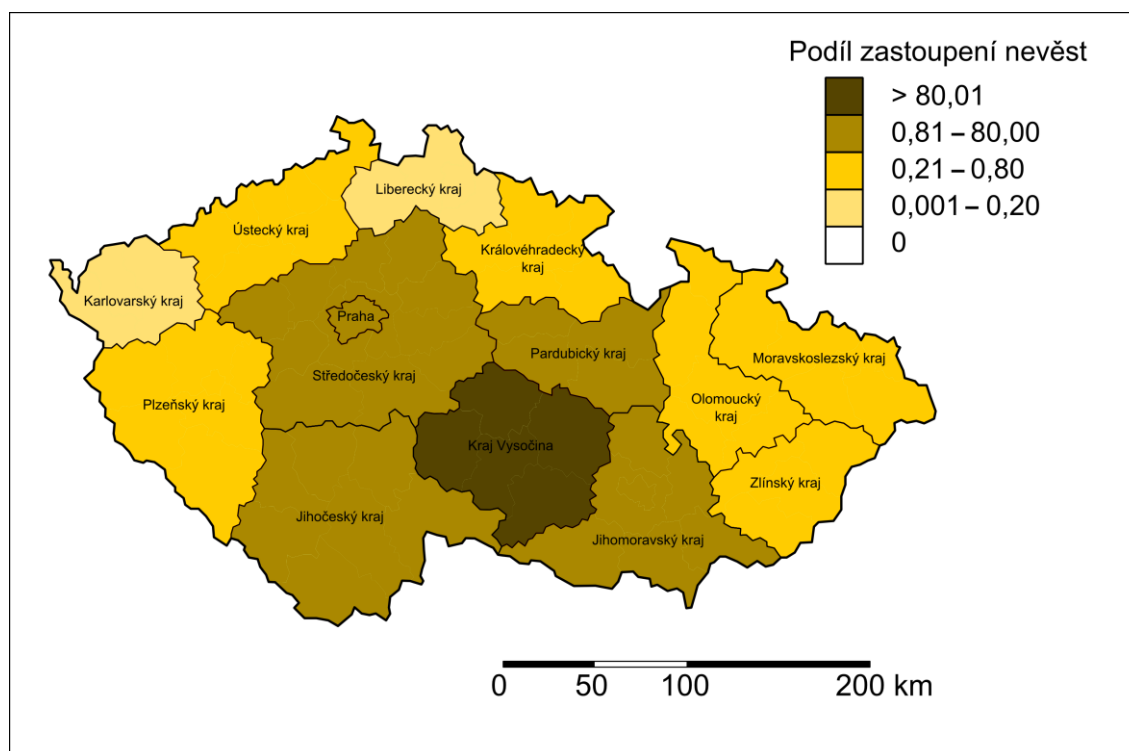 Podíl zastoupení nevěst
> 80,01
0,81 – 80,00
0,21 – 0,80
0,001 – 0,20
0
Liberecký kraj
Ústecký kraj
Královéhradecký
kraj
Karlovarský kraj
Praha
Pardubický kraj
Moravskoslezský kraj
Středočeský kraj
Plzeňský kraj
Olomoucký
kraj
Kraj Vysočina
Zlínský kraj
Jihočeský kraj
Jihomoravský kraj
0 50 100 200 km